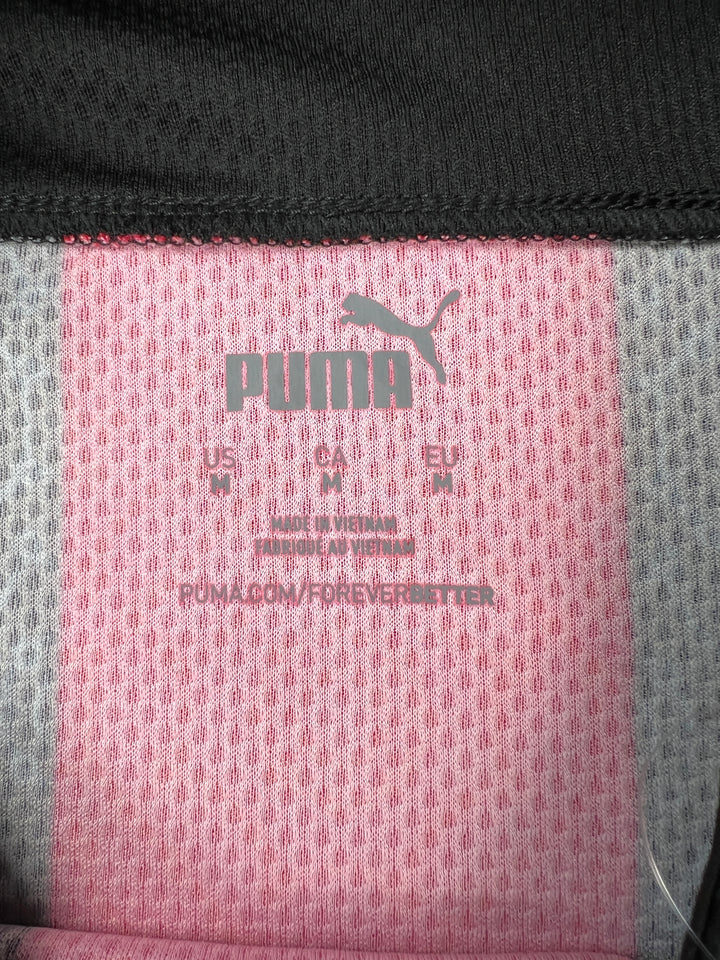 PUMA
US CA EU
M M M
MADE IN VIETNAM
FABRIQUÉ AU VIETNAM
PUMA.COM/FOREVERBETTER